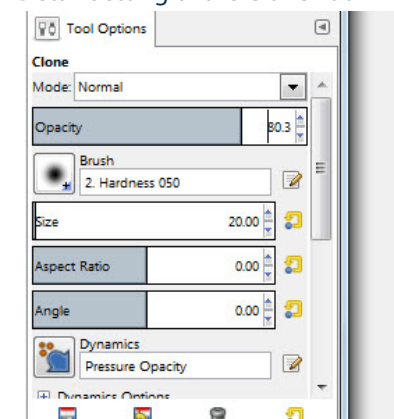 Tool Options
Clone
Mode: Normal
Opacity 80.3
Brush
2. Hardness 050
Size 20.00
Aspect Ratio 0.00
Angle 0.00
Dynamics
Pressure Opacity
Dynamics Options